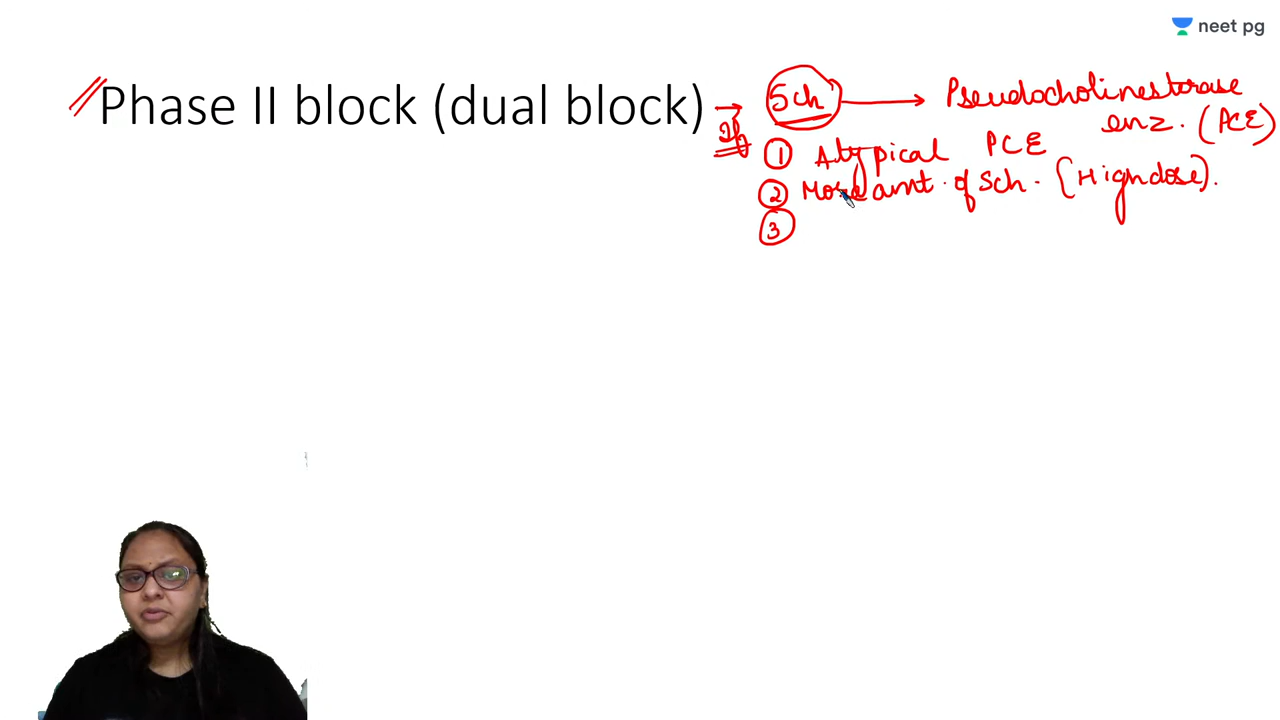 neet pg
Phase II block (dual block) → Sch → Pseudocholinesterase
enz. (PCE)
If
① Atypical PCE
② More amt. of Sch. (High dose).
③